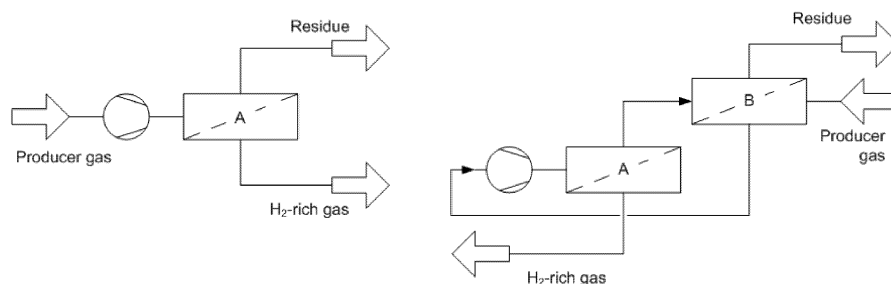 Residue
A
Producer gas
H₂-rich gas
Residue
B
Producer
gas
A
H₂-rich gas